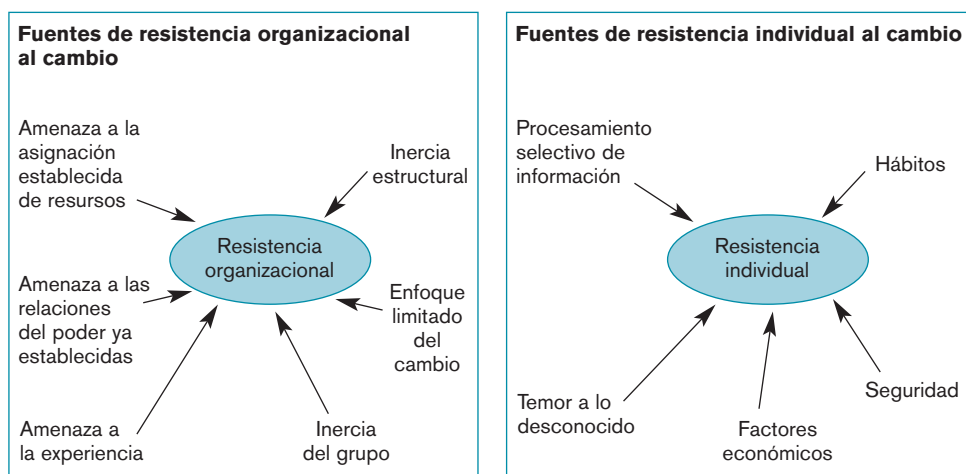 Fuentes de resistencia organizacional
al cambio
Amenaza a la
asignación
establecida
de recursos
Inercia
estructural
Resistencia
organizacional
Amenaza a las
relaciones
del poder ya
establecidas
Enfoque
limitado
del
cambio
Amenaza a
la experiencia
Inercia
del grupo
Fuentes de resistencia individual al cambio
Procesamiento
selectivo de
información
Hábitos
Resistencia
individual
Temor a lo
desconocido
Factores
económicos
Seguridad